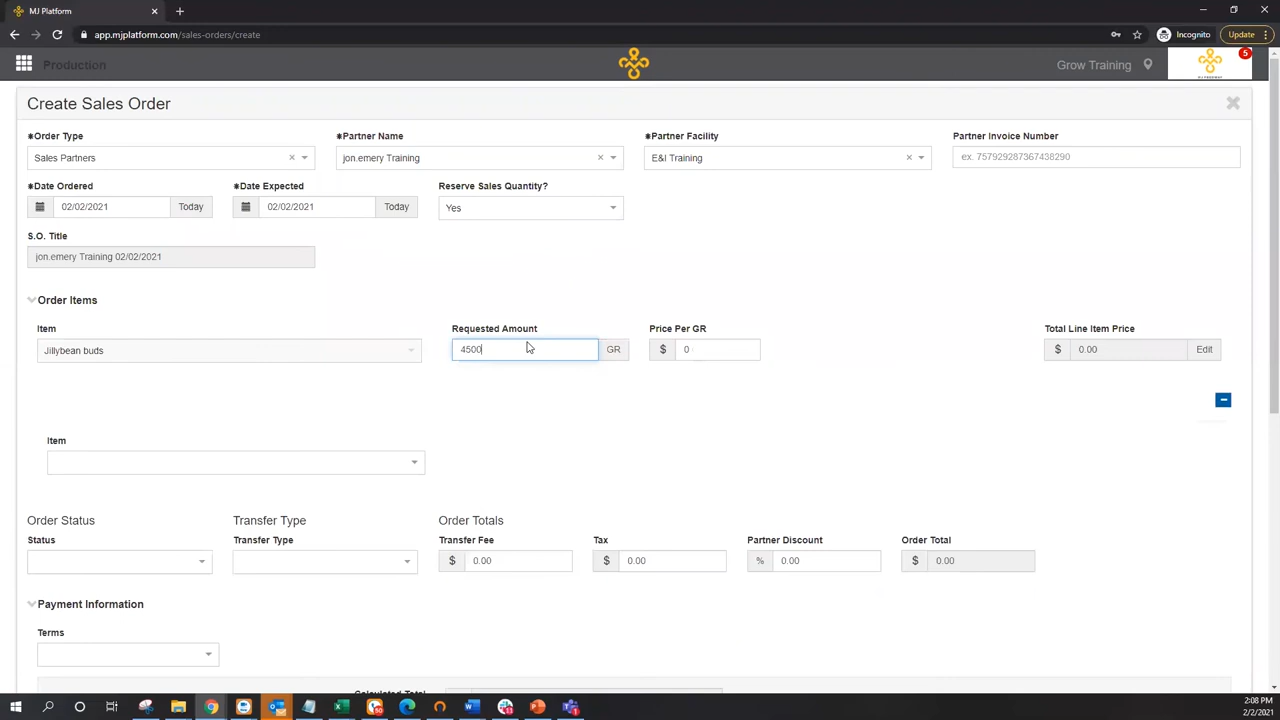 MJ Platform
app.mjplatform.com/sales-orders/create
Incognito
Update
Production
Grow Training
5
Create Sales Order
✱Order Type
✱Partner Name
✱Partner Facility
Partner Invoice Number
Sales Partners
jon.emery Training
E&I Training
ex. 757929287367438290
✱Date Ordered
✱Date Expected
Reserve Sales Quantity?
02/02/2021 Today
02/02/2021 Today
Yes
S.O. Title
jon.emery Training 02/02/2021
Order Items
Item
Requested Amount
Price Per GR
Total Line Item Price
Jillybean buds
4500 GR
$ 0
$ 0.00 Edit
Item
Order Status
Transfer Type
Order Totals
Status
Transfer Type
Transfer Fee
Tax
Partner Discount
Order Total
$ 0.00
$ 0.00
% 0.00
$ 0.00
Payment Information
Terms
Calculated Total
2:08 PM
2/2/2021